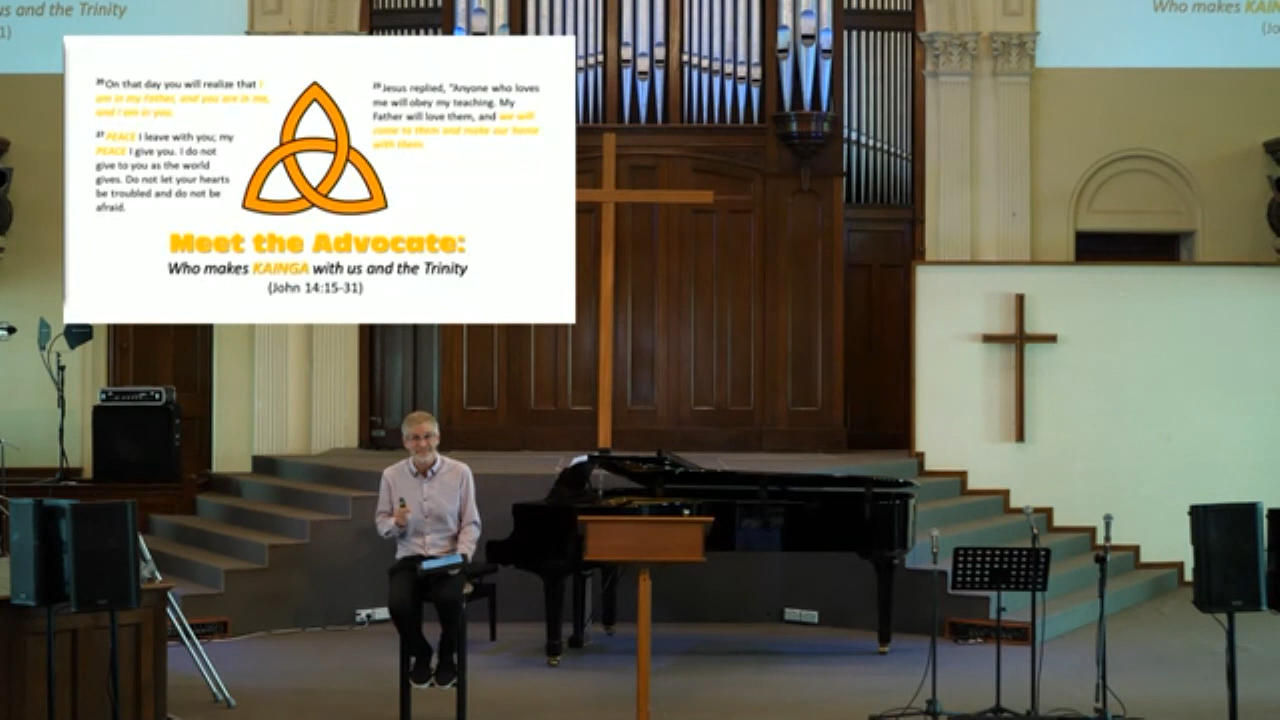 us and the Trinity
1)
Who makes KAIN
(Jo
20 On that day you will realize that I
am in my Father, and you are in me,
and I am in you.
27 PEACE I leave with you; my
PEACE I give you. I do not
give to you as the world
gives. Do not let your hearts
be troubled and do not be
afraid.
23 Jesus replied, "Anyone who loves
me will obey my teaching. My
Father will love them, and we will
come to them and make our home
with them.
Meet the Advocate:
Who makes KAINGA with us and the Trinity
(John 14:15-31)